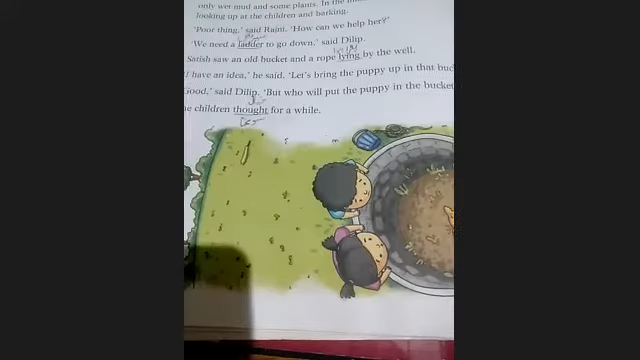 only wet mud and some plants. In the
looking up at the children and barking.
'Poor thing,' said Rajni. 'How can we help her?'
'We need a ladder to go down,' said Dilip.
Satish saw an old bucket and a rope lying by the well.
'I have an idea,' he said. 'Let's bring the puppy up in that buc
Good,' said Dilip. 'But who will put the puppy in the bucket
e children thought for a while.